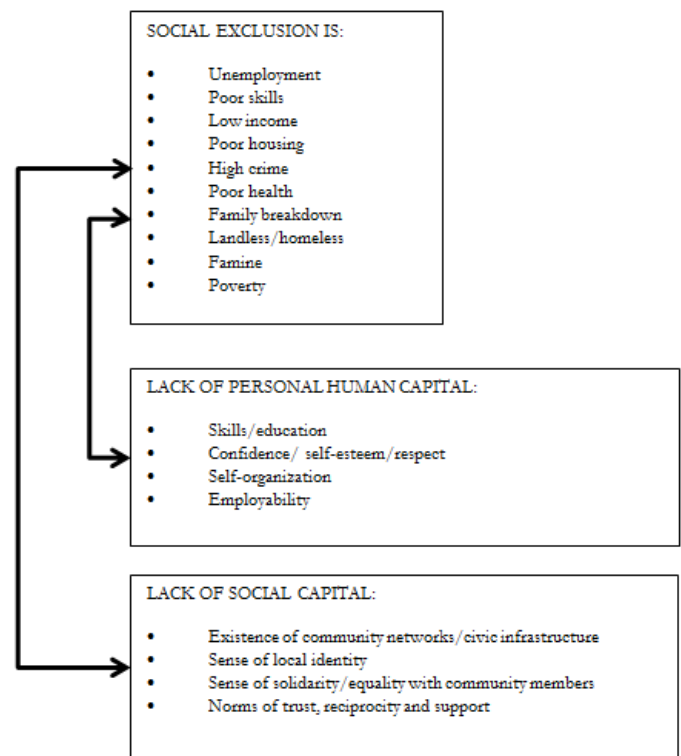 SOCIAL EXCLUSION IS:
• Unemployment
• Poor skills
• Low income
• Poor housing
• High crime
• Poor health
• Family breakdown
• Landless/homeless
• Famine
• Poverty
LACK OF PERSONAL HUMAN CAPITAL:
• Skills/education
• Confidence/ self-esteem/respect
• Self-organization
• Employability
LACK OF SOCIAL CAPITAL:
• Existence of community networks/civic infrastructure
• Sense of local identity
• Sense of solidarity/equality with community members
• Norms of trust, reciprocity and support